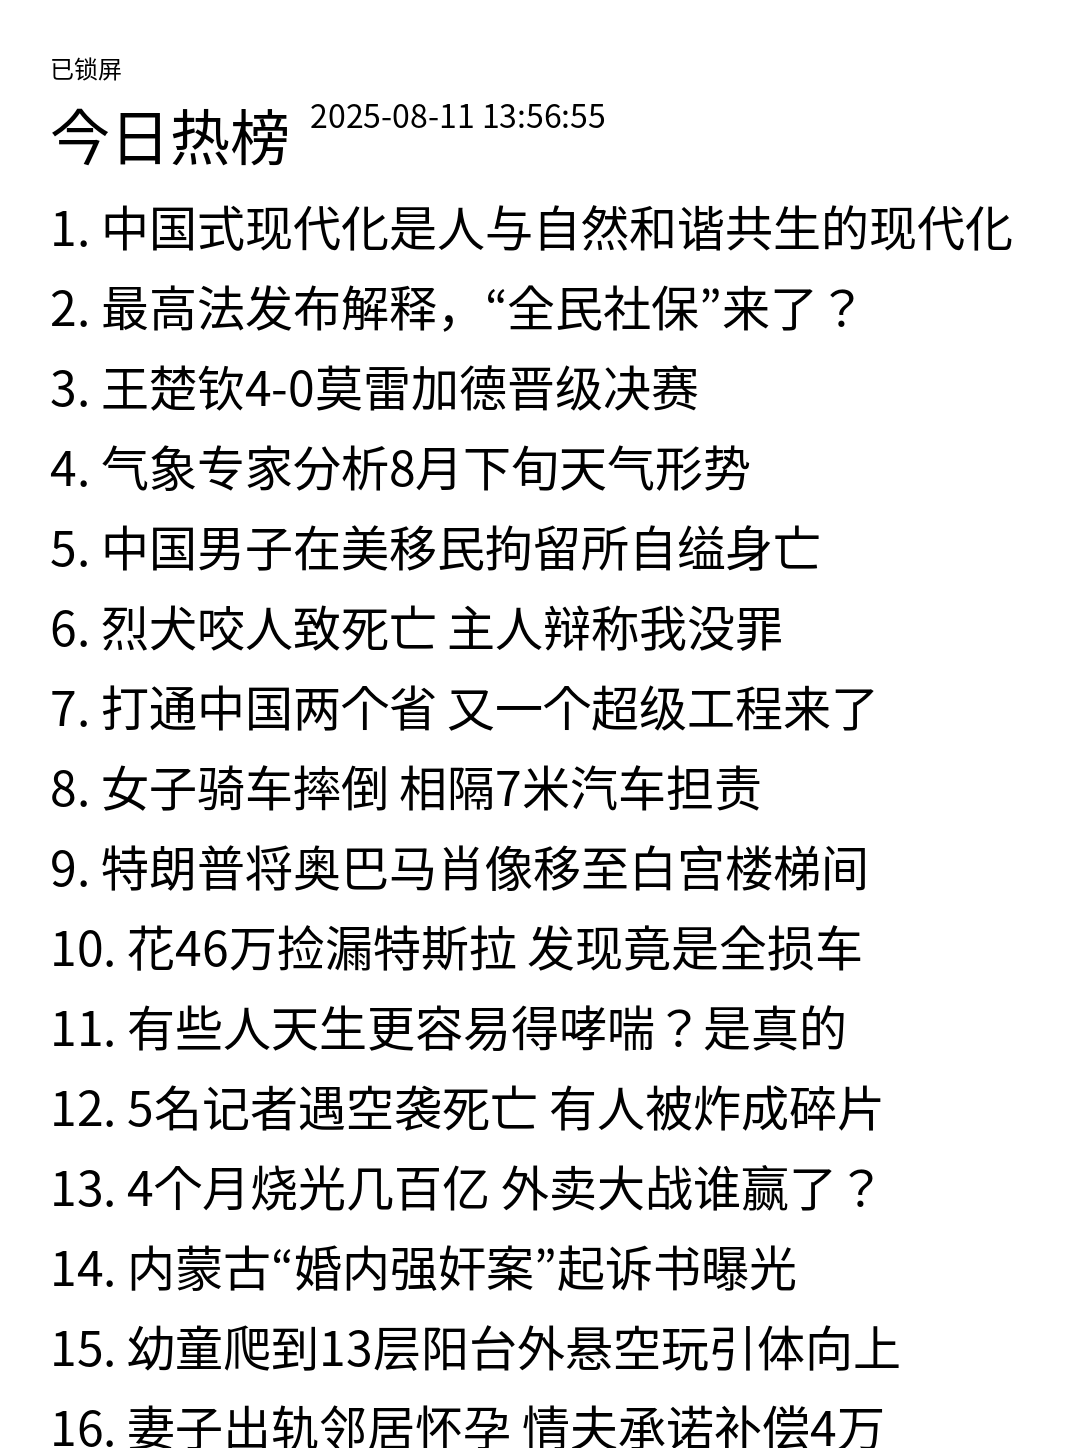 已锁屏
今日热榜 2025-08-11 13:56:55
1. 中国式现代化是人与自然和谐共生的现代化
2. 最高法发布解释，“全民社保”来了？
3. 王楚钦4-0莫雷加德晋级决赛
4. 气象专家分析8月下旬天气形势
5. 中国男子在美移民拘留所自缢身亡
6. 烈犬咬人致死亡 主人辩称我没罪
7. 打通中国两个省 又一个超级工程来了
8. 女子骑车摔倒 相隔7米汽车担责
9. 特朗普将奥巴马肖像移至白宫楼梯间
10. 花46万捡漏特斯拉 发现竟是全损车
11. 有些人天生更容易得哮喘？是真的
12. 5名记者遇空袭死亡 有人被炸成碎片
13. 4个月烧光几百亿 外卖大战谁赢了？
14. 内蒙古“婚内强奸案”起诉书曝光
15. 幼童爬到13层阳台外悬空玩引体向上
16. 妻子出轨邻居怀孕 情夫承诺补偿4万